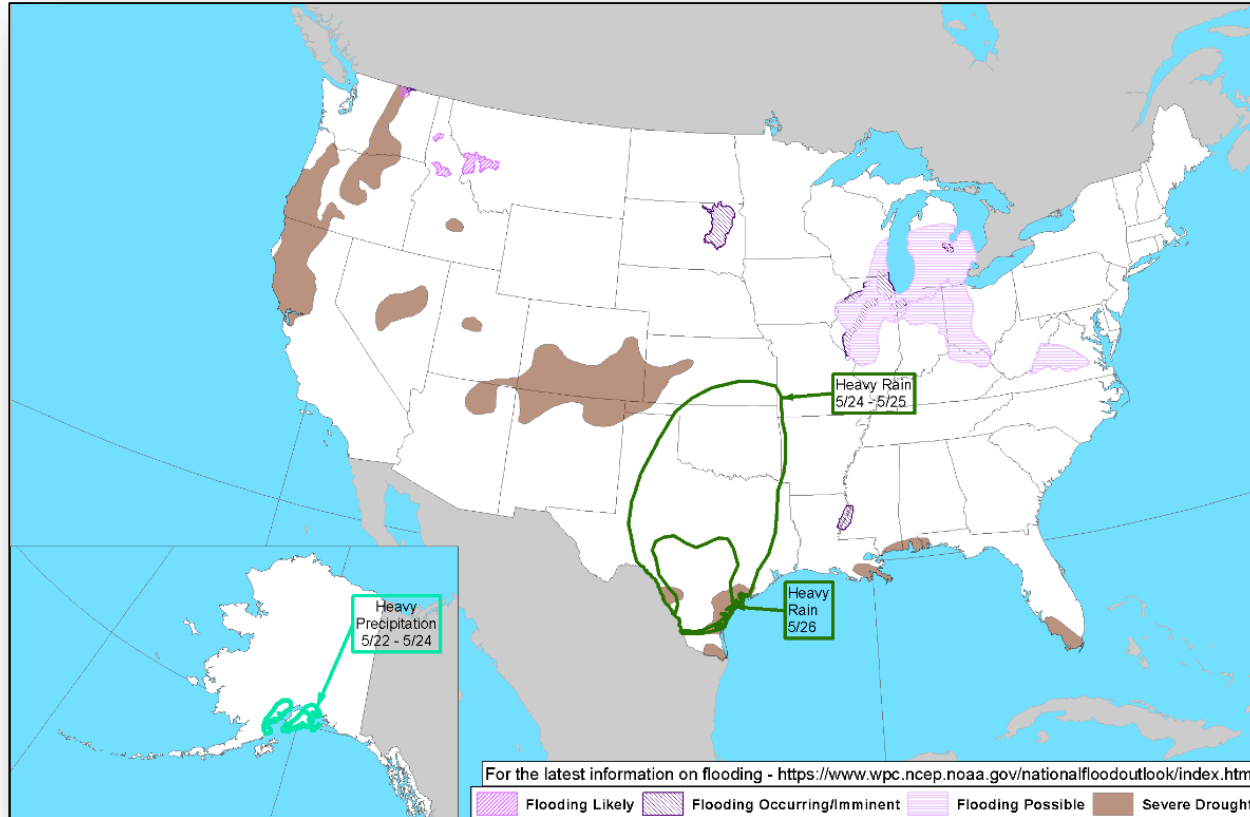 Heavy Rain
5/24 - 5/25
Heavy
Rain
5/26
Heavy
Precipitation
5/22 - 5/24
For the latest information on flooding - https://www.wpc.ncep.noaa.gov/nationalfloodoutlook/index.htm
Flooding Likely
Flooding Occurring/Imminent
Flooding Possible
Severe Drought